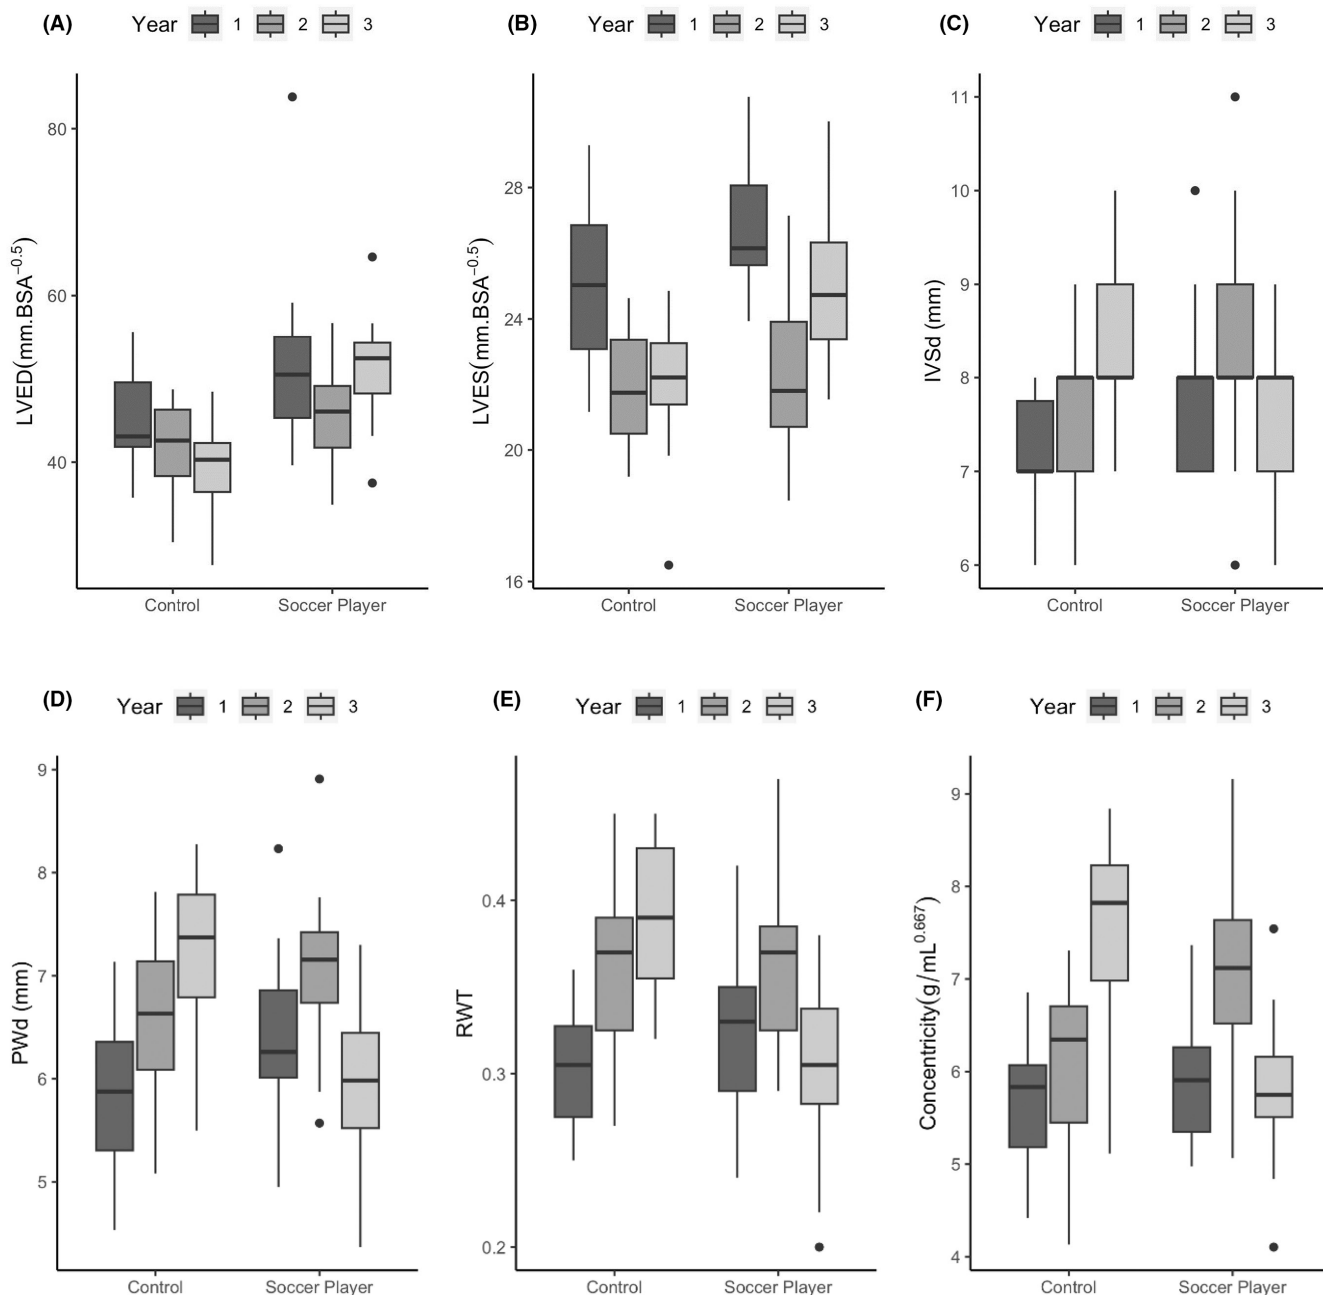 (A) Year 1 2 3
(B) Year 1 2 3
(C) Year 1 2 3
LVED(mm.BSA⁻⁰·⁵)
80
60
40
Control Soccer Player
LVES(mm.BSA⁻⁰·⁵)
28
24
20
16
Control Soccer Player
IVSd (mm)
11
10
9
8
7
6
Control Soccer Player
(D) Year 1 2 3
(E) Year 1 2 3
(F) Year 1 2 3
PWd (mm)
9
8
7
6
5
Control Soccer Player
RWT
0.4
0.3
0.2
Control Soccer Player
Concentricity(g/mL⁰·⁶⁶⁷)
9
8
7
6
5
4
Control Soccer Player